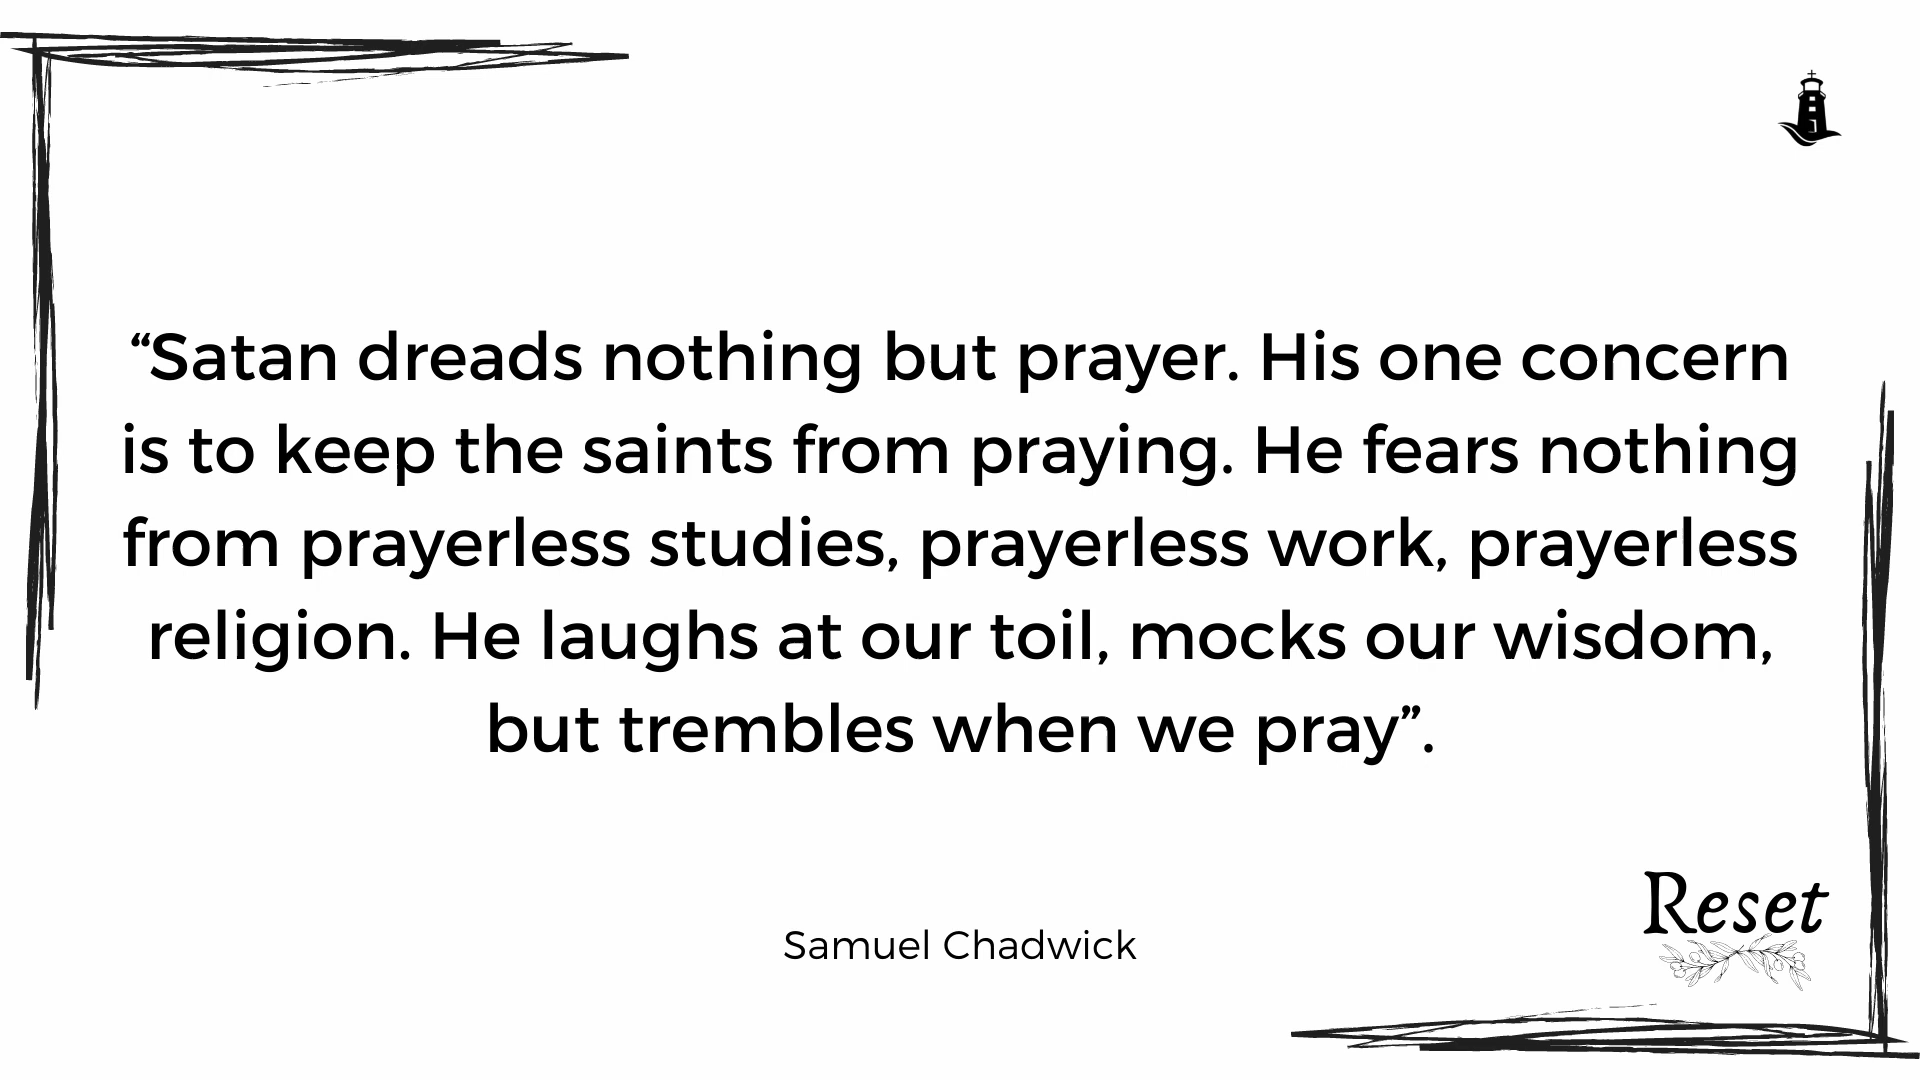 “Satan dreads nothing but prayer. His one concern
is to keep the saints from praying. He fears nothing
from prayerless studies, prayerless work, prayerless
religion. He laughs at our toil, mocks our wisdom,
but trembles when we pray”.
Samuel Chadwick
Reset